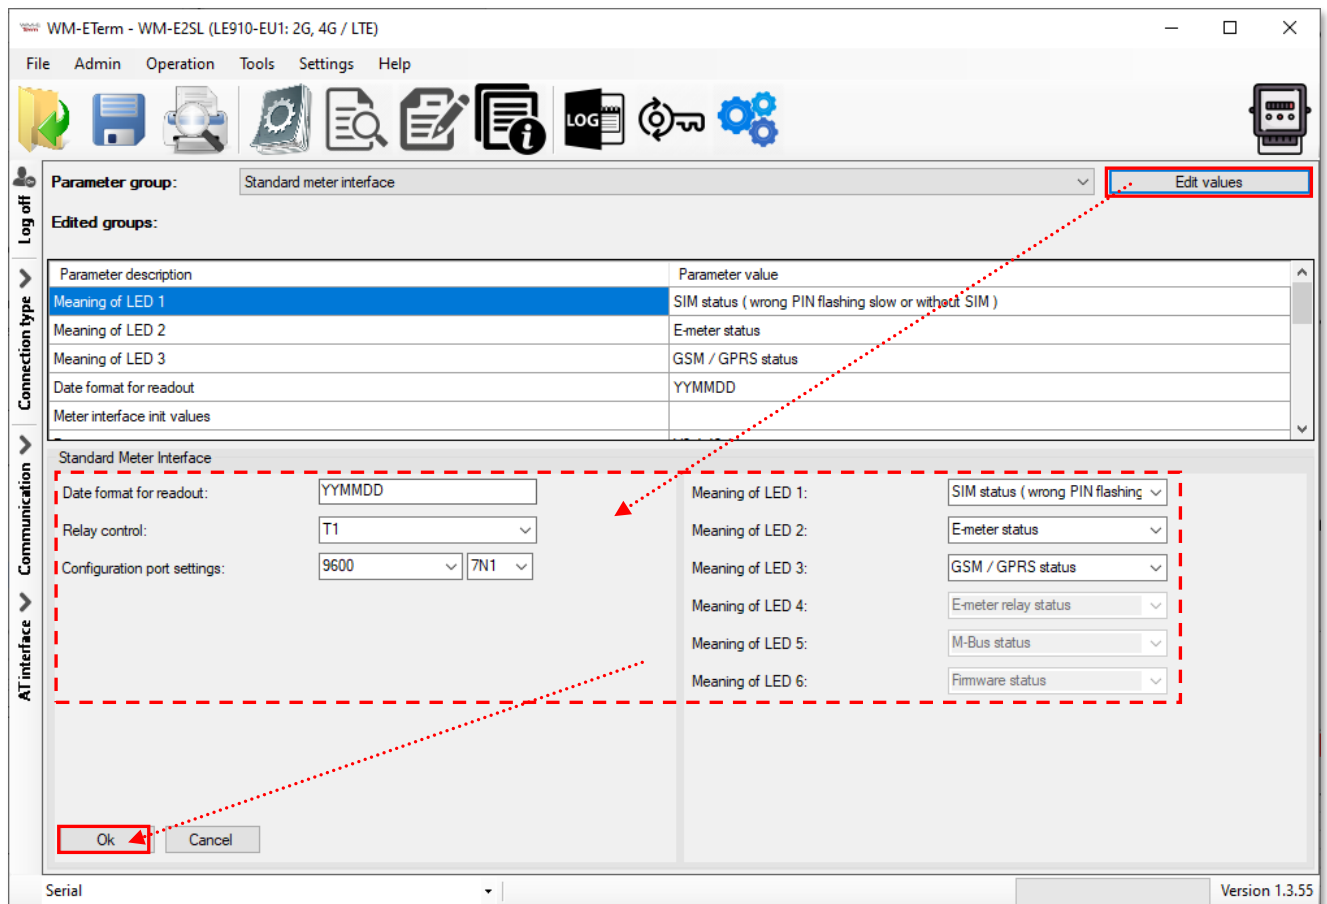 WM-ETerm - WM-E2SL (LE910-EU1: 2G, 4G / LTE)
File Admin Operation Tools Settings Help
LOG
Log off
Connection type
Communication
AT interface
Parameter group: Standard meter interface Edit values
Edited groups:
Parameter description Parameter value
Meaning of LED 1 SIM status ( wrong PIN flashing slow or without SIM )
Meaning of LED 2 E-meter status
Meaning of LED 3 GSM / GPRS status
Date format for readout YYMMDD
Meter interface init values
Standard Meter Interface
Date format for readout: YYMMDD Meaning of LED 1: SIM status ( wrong PIN flashing
Relay control: T1 Meaning of LED 2: E-meter status
Configuration port settings: 9600 7N1 Meaning of LED 3: GSM / GPRS status
Meaning of LED 4: E-meter relay status
Meaning of LED 5: M-Bus status
Meaning of LED 6: Firmware status
Ok Cancel
Serial Version 1.3.55